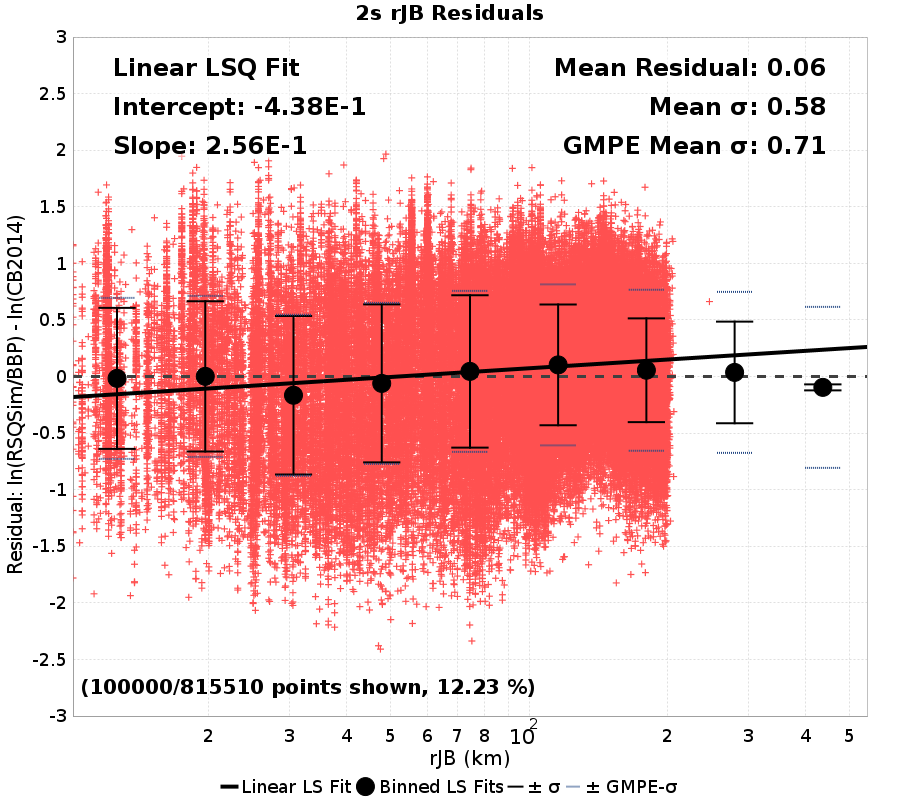 2s rJB Residuals
Linear LSQ Fit
Intercept: -4.38E-1
Slope: 2.56E-1
Mean Residual: 0.06
Mean σ: 0.58
GMPE Mean σ: 0.71
Residual: ln(RSQSim/BBP) - ln(CB2014)
3
2.5
2
1.5
1
0.5
0
-0.5
-1
-1.5
-2
-2.5
-3
(100000/815510 points shown, 12.23 %)
2 3 4 5 6 7 8 10² 2 3 4 5
rJB (km)
Linear LS Fit Binned LS Fits ± σ ± GMPE-σ